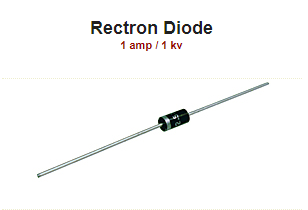 Rectron Diode
1 amp / 1 kv